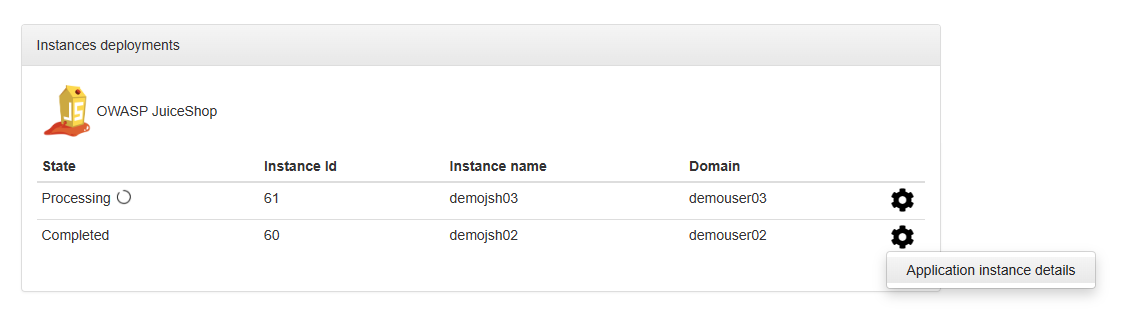 Instances deployments
JS
OWASP JuiceShop
State Instance Id Instance name Domain
Processing 61 demojsh03 demouser03
Completed 60 demojsh02 demouser02
Application instance details